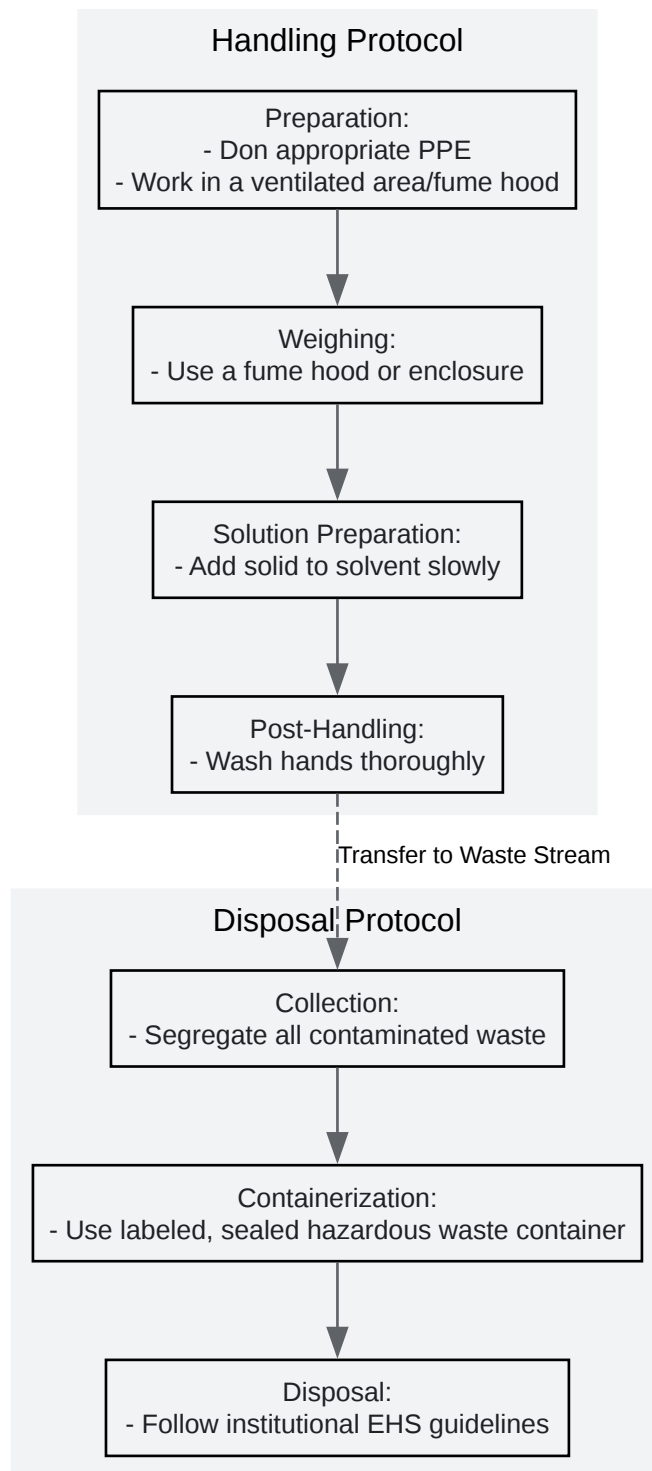 Handling Protocol
Preparation:
- Don appropriate PPE
- Work in a ventilated area/fume hood
Weighing:
- Use a fume hood or enclosure
Solution Preparation:
- Add solid to solvent slowly
Post-Handling:
- Wash hands thoroughly
Transfer to Waste Stream
Disposal Protocol
Collection:
- Segregate all contaminated waste
Containerization:
- Use labeled, sealed hazardous waste container
Disposal:
- Follow institutional EHS guidelines